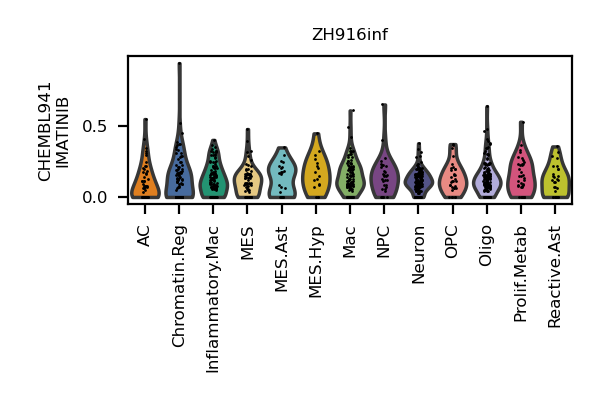 ZH916inf
CHEMBL941
IMATINIB
0.5
0.0
AC
Chromatin.Reg
Inflammatory.Mac
MES
MES.Ast
MES.Hyp
Mac
NPC
Neuron
OPC
Oligo
Prolif.Metab
Reactive.Ast